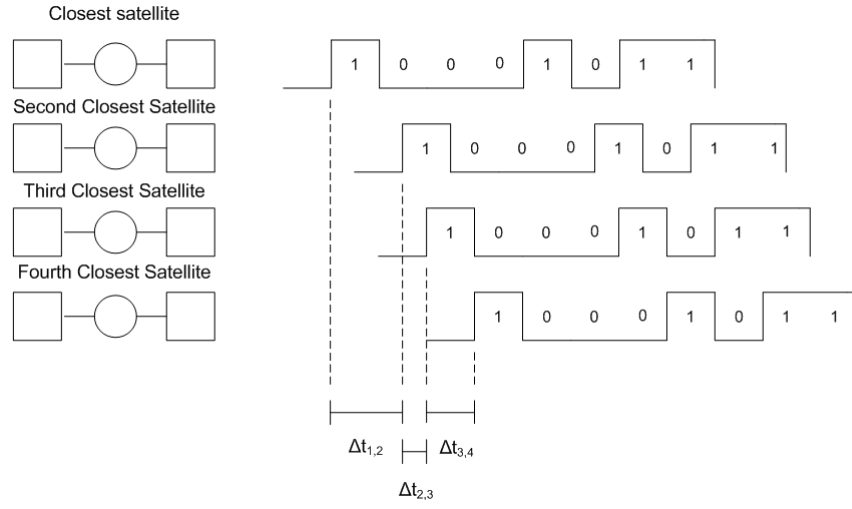 Closest satellite
1 0 0 0 1 0 1 1
Second Closest Satellite
1 0 0 0 1 0 1 1
Third Closest Satellite
1 0 0 0 1 0 1 1
Fourth Closest Satellite
1 0 0 0 1 0 1 1
Δt1,2 Δt3,4
Δt2,3